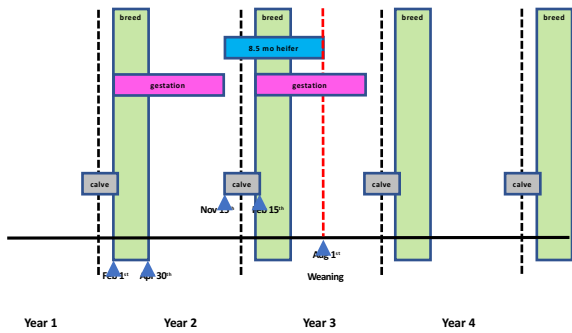 breed breed breed breed
8.5 mo heifer
gestation gestation
calve calve calve calve
Nov 15th Feb 15th
Feb 1st Apr 30th Aug 1st
Weaning
Year 1 Year 2 Year 3 Year 4